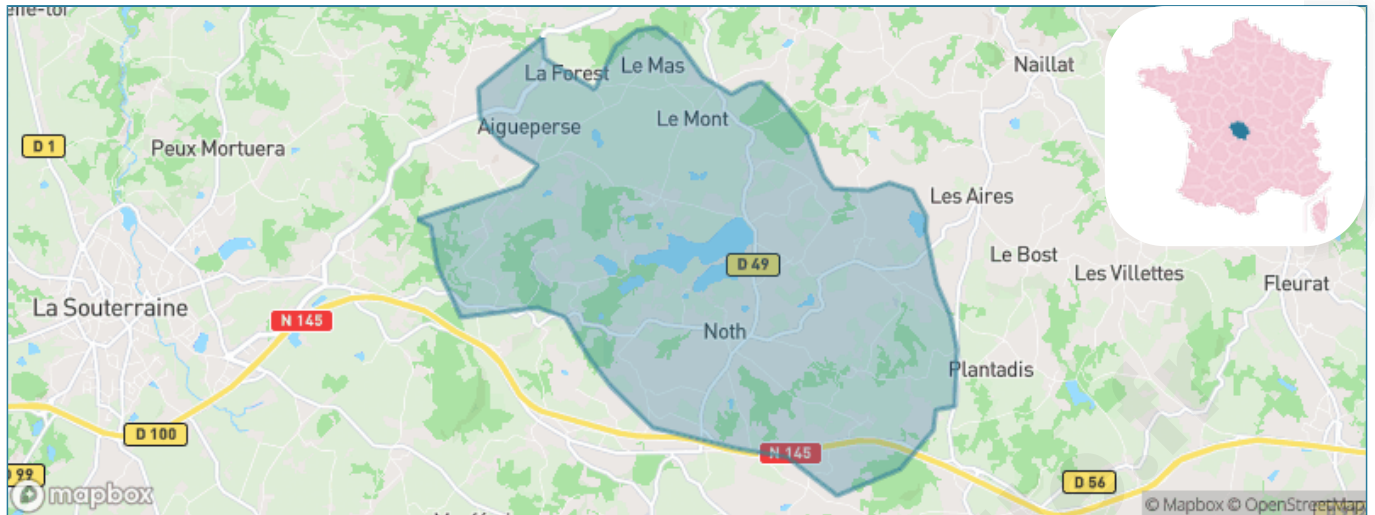 La Forest
Le Mas
Naillat
Le Mont
Aigueperse
D 1
Peux Mortuera
Les Aires
Le Bost
D 49
Les Villettes
Fleurat
La Souterraine
N 145
Noth
Plantadis
D 100
N 145
99
D 56
mapbox
© Mapbox © OpenStreetMap